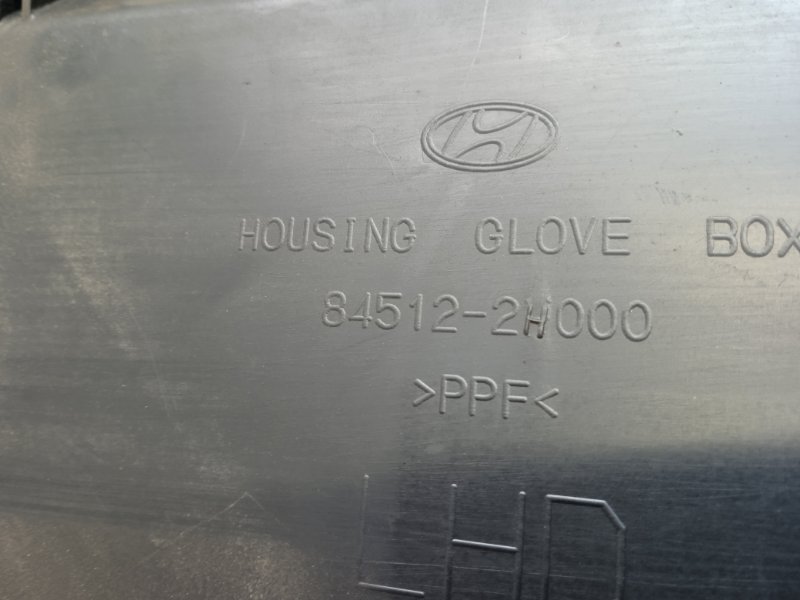 HOUSING GLOVE BOX
84512-2H000
>PPF<
LHD